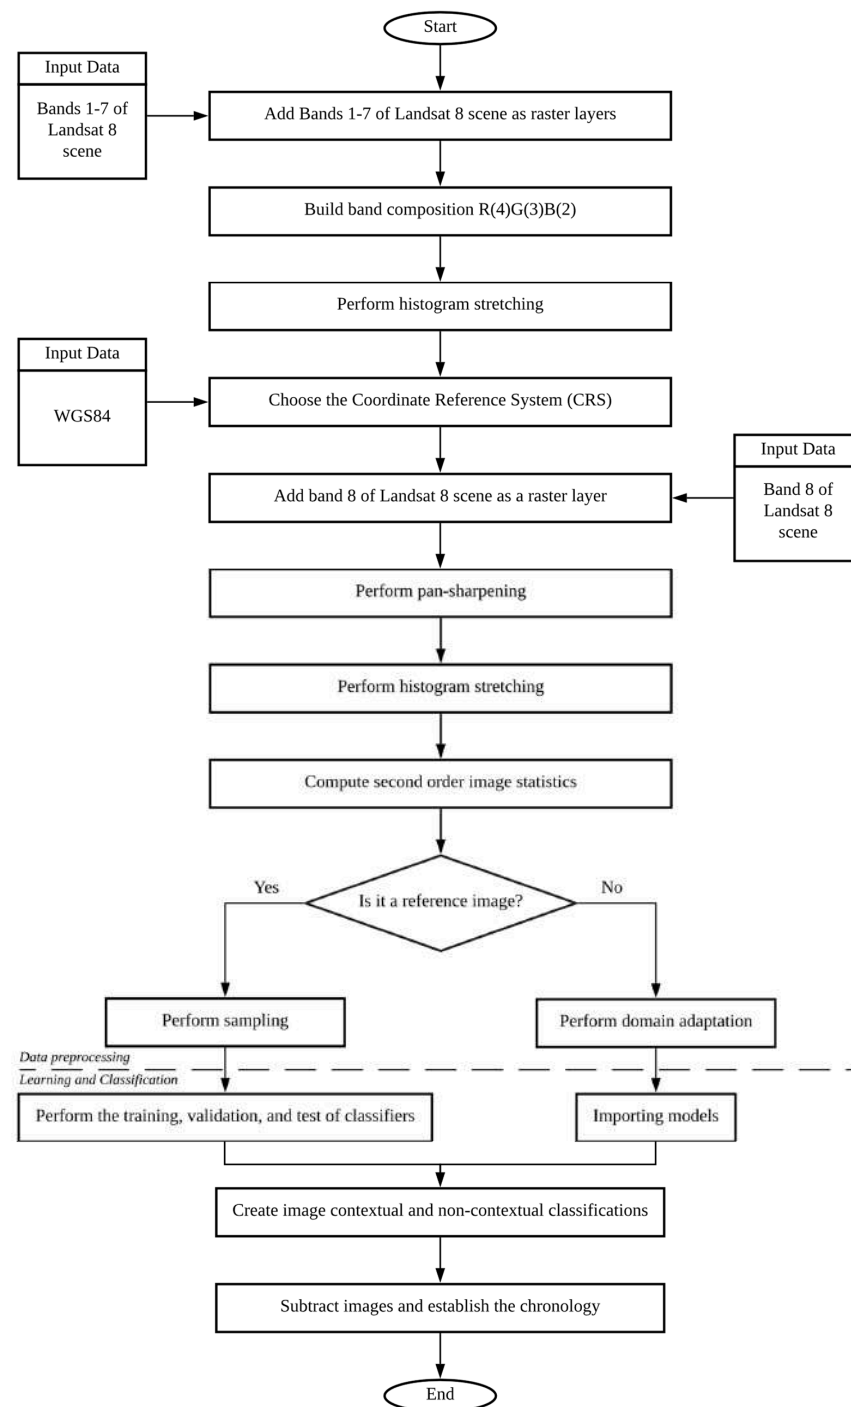 Start
Input Data
Bands 1-7 of
Landsat 8
scene
Add Bands 1-7 of Landsat 8 scene as raster layers
Build band composition R(4)G(3)B(2)
Perform histogram stretching
Input Data
WGS84
Choose the Coordinate Reference System (CRS)
Input Data
Band 8 of
Landsat 8
scene
Add band 8 of Landsat 8 scene as a raster layer
Perform pan-sharpening
Perform histogram stretching
Compute second order image statistics
Is it a reference image?
Yes
No
Perform sampling
Perform domain adaptation
Data preprocessing
Learning and Classification
Perform the training, validation, and test of classifiers
Importing models
Create image contextual and non-contextual classifications
Subtract images and establish the chronology
End